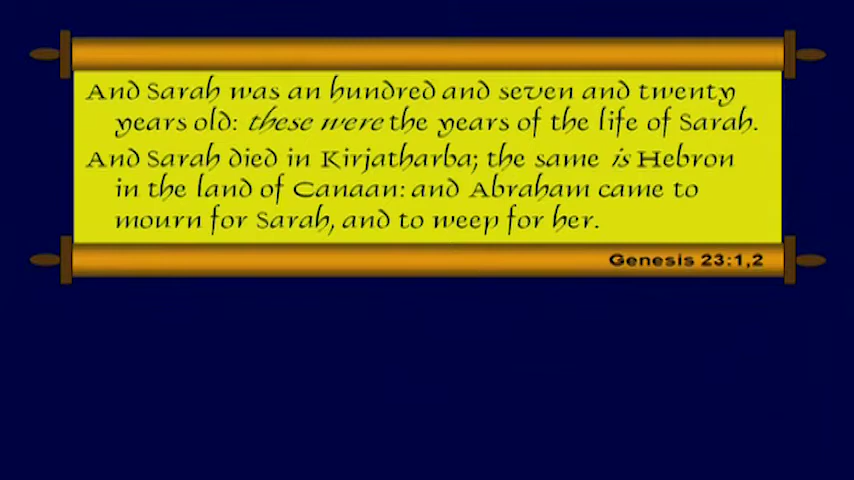 And Sarah was an hundred and seven and twenty
years old: these were the years of the life of Sarah.
And Sarah died in Kirjatharba; the same is Hebron
in the land of Canaan: and Abraham came to
mourn for Sarah, and to weep for her.
Genesis 23:1,2